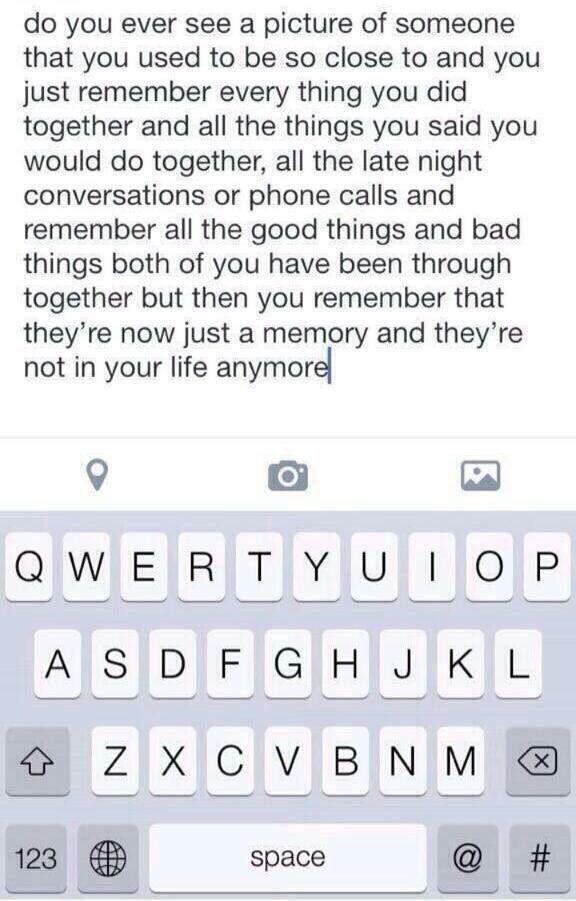 do you ever see a picture of someone
that you used to be so close to and you
just remember every thing you did
together and all the things you said you
would do together, all the late night
conversations or phone calls and
remember all the good things and bad
things both of you have been through
together but then you remember that
they're now just a memory and they're
not in your life anymore
Q W E R T Y U I O P
A S D F G H J K L
Z X C V B N M
123 space @ #